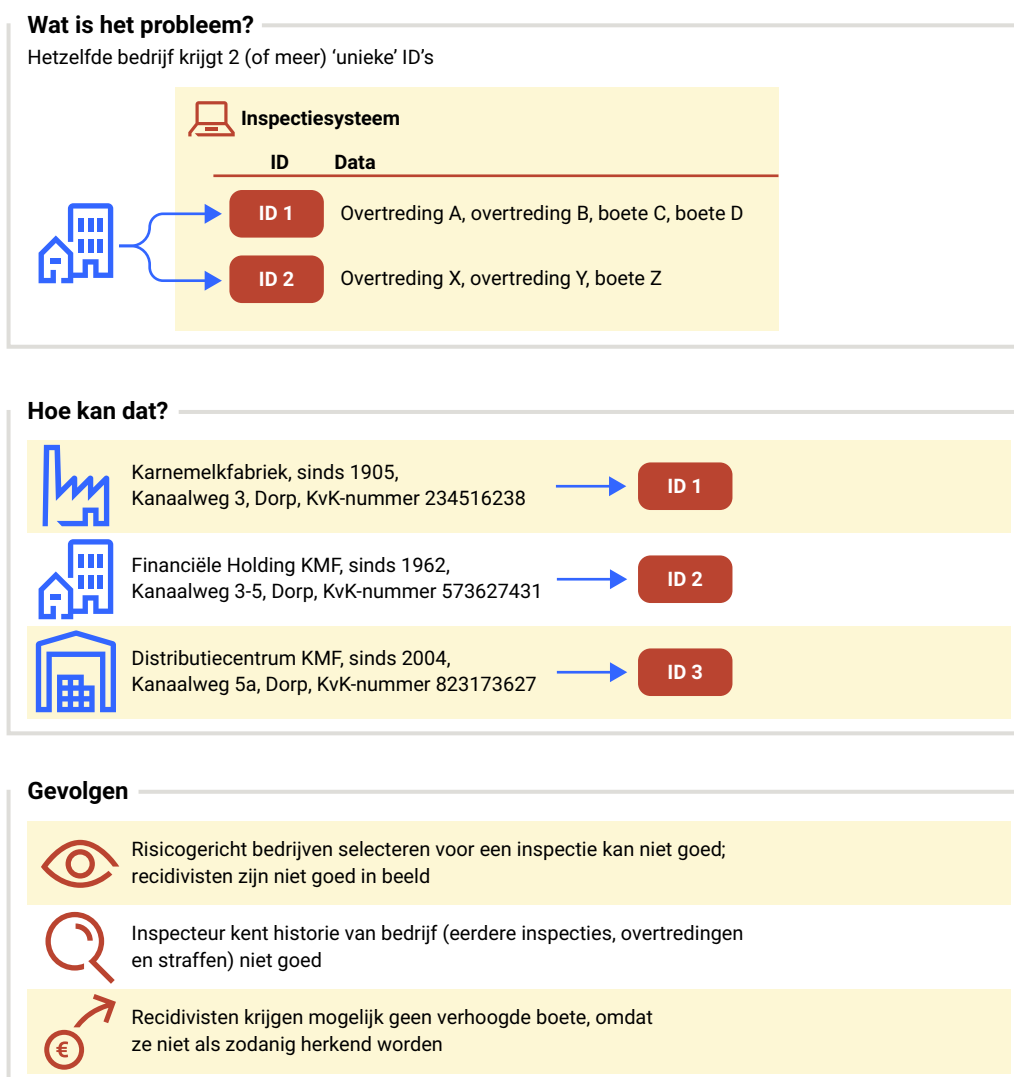 Wat is het probleem?
Hetzelfde bedrijf krijgt 2 (of meer) ‘unieke’ ID’s
Inspectiesysteem
ID Data
ID 1 Overtreding A, overtreding B, boete C, boete D
ID 2 Overtreding X, overtreding Y, boete Z
Hoe kan dat?
Karnemelkfabriek, sinds 1905,
Kanaalweg 3, Dorp, KvK-nummer 234516238
ID 1
Financiële Holding KMF, sinds 1962,
Kanaalweg 3-5, Dorp, KvK-nummer 573627431
ID 2
Distributiecentrum KMF, sinds 2004,
Kanaalweg 5a, Dorp, KvK-nummer 823173627
ID 3
Gevolgen
Risicogericht bedrijven selecteren voor een inspectie kan niet goed;
recidivisten zijn niet goed in beeld
Inspecteur kent historie van bedrijf (eerdere inspecties, overtredingen
en straffen) niet goed
Recidivisten krijgen mogelijk geen verhoogde boete, omdat
ze niet als zodanig herkend worden
€